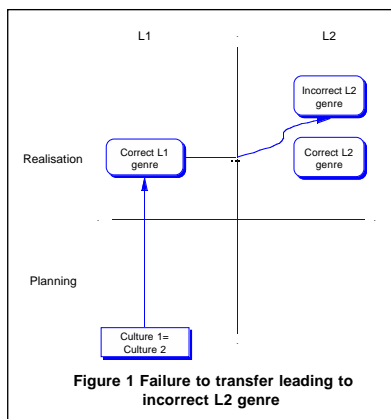 L1 L2
Incorrect L2
genre
Realisation
Correct L1
genre
Correct L2
genre
Planning
Culture 1=
Culture 2
Figure 1 Failure to transfer leading to
incorrect L2 genre